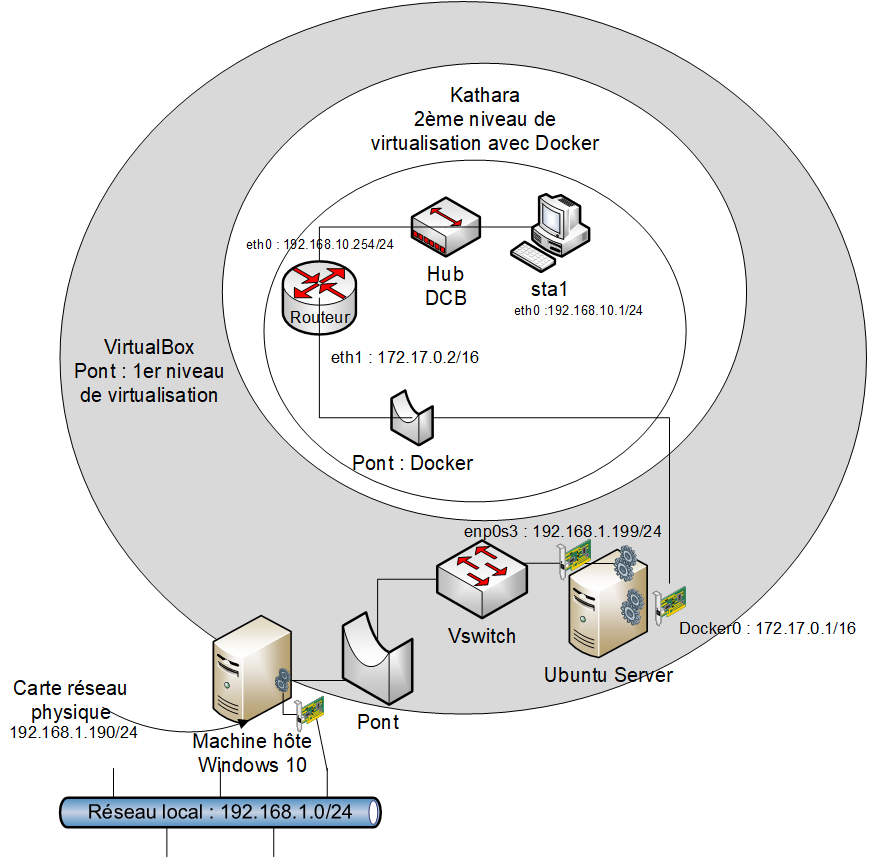 Kathara
2ème niveau de
virtualisation avec Docker
eth0 : 192.168.10.254/24
Hub
DCB
sta1
eth0 :192.168.10.1/24
Routeur
eth1 : 172.17.0.2/16
VirtualBox
Pont : 1er niveau
de virtualisation
Pont : Docker
enp0s3 : 192.168.1.199/24
Vswitch
Docker0 : 172.17.0.1/16
Ubuntu Server
Carte réseau
physique
192.168.1.190/24
Pont
Machine hôte
Windows 10
Réseau local : 192.168.1.0/24